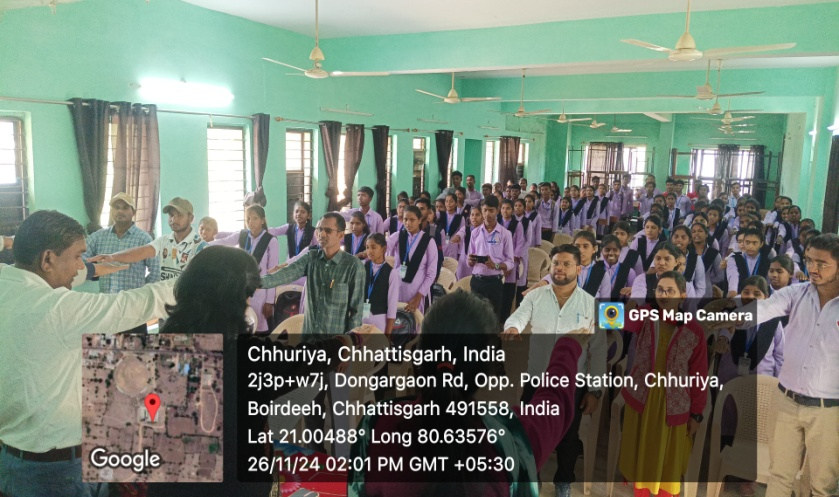 GPS Map Camera
Chhuriya, Chhattisgarh, India
2j3p+w7j, Dongargaon Rd, Opp. Police Station, Chhuriya,
Boirdeeh, Chhattisgarh 491558, India
Lat 21.00488° Long 80.63576°
26/11/24 02:01 PM GMT +05:30
Google